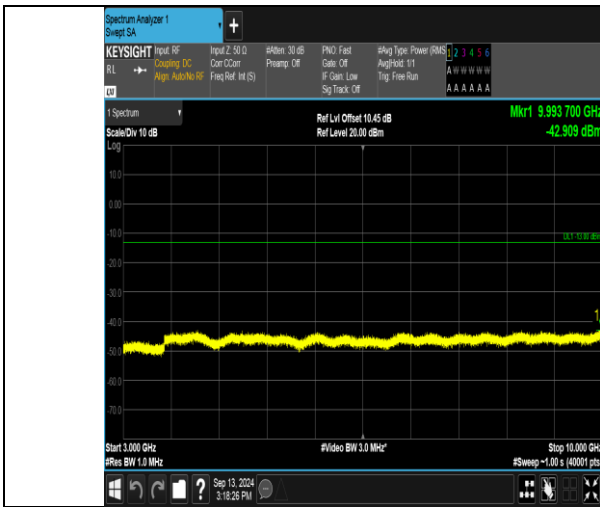 Spectrum Analyzer 1
Swept SA
KEYSIGHT Input: RF Input Z: 50 Ω #Atten: 30 dB PNO: Fast #Avg Type: Power (RMS 1 2 3 4 5 6
RL Coupling: DC Corr CCorr Preamp: Off Gate: Off Avg|Hold: 1/1 A W W W W W
Align: Auto/No RF Freq Ref: Int (S) IF Gain: Low Trig: Free Run
LXI Sig Track: Off A A A A A A
1 Spectrum Ref Lvl Offset 10.45 dB Mkr1 9.993 700 GHz
Scale/Div 10 dB Ref Level 20.00 dBm -42.909 dBm
Log
10.0
0.00
-10.0
DL1 -13.00 dBm
-20.0
-30.0
1
-40.0
-50.0
-60.0
-70.0
Start 3.000 GHz #Video BW 3.0 MHz* Stop 10.000 GHz
#Res BW 1.0 MHz #Sweep ~1.00 s (40001 pts
? Sep 13, 2024
3:18:26 PM